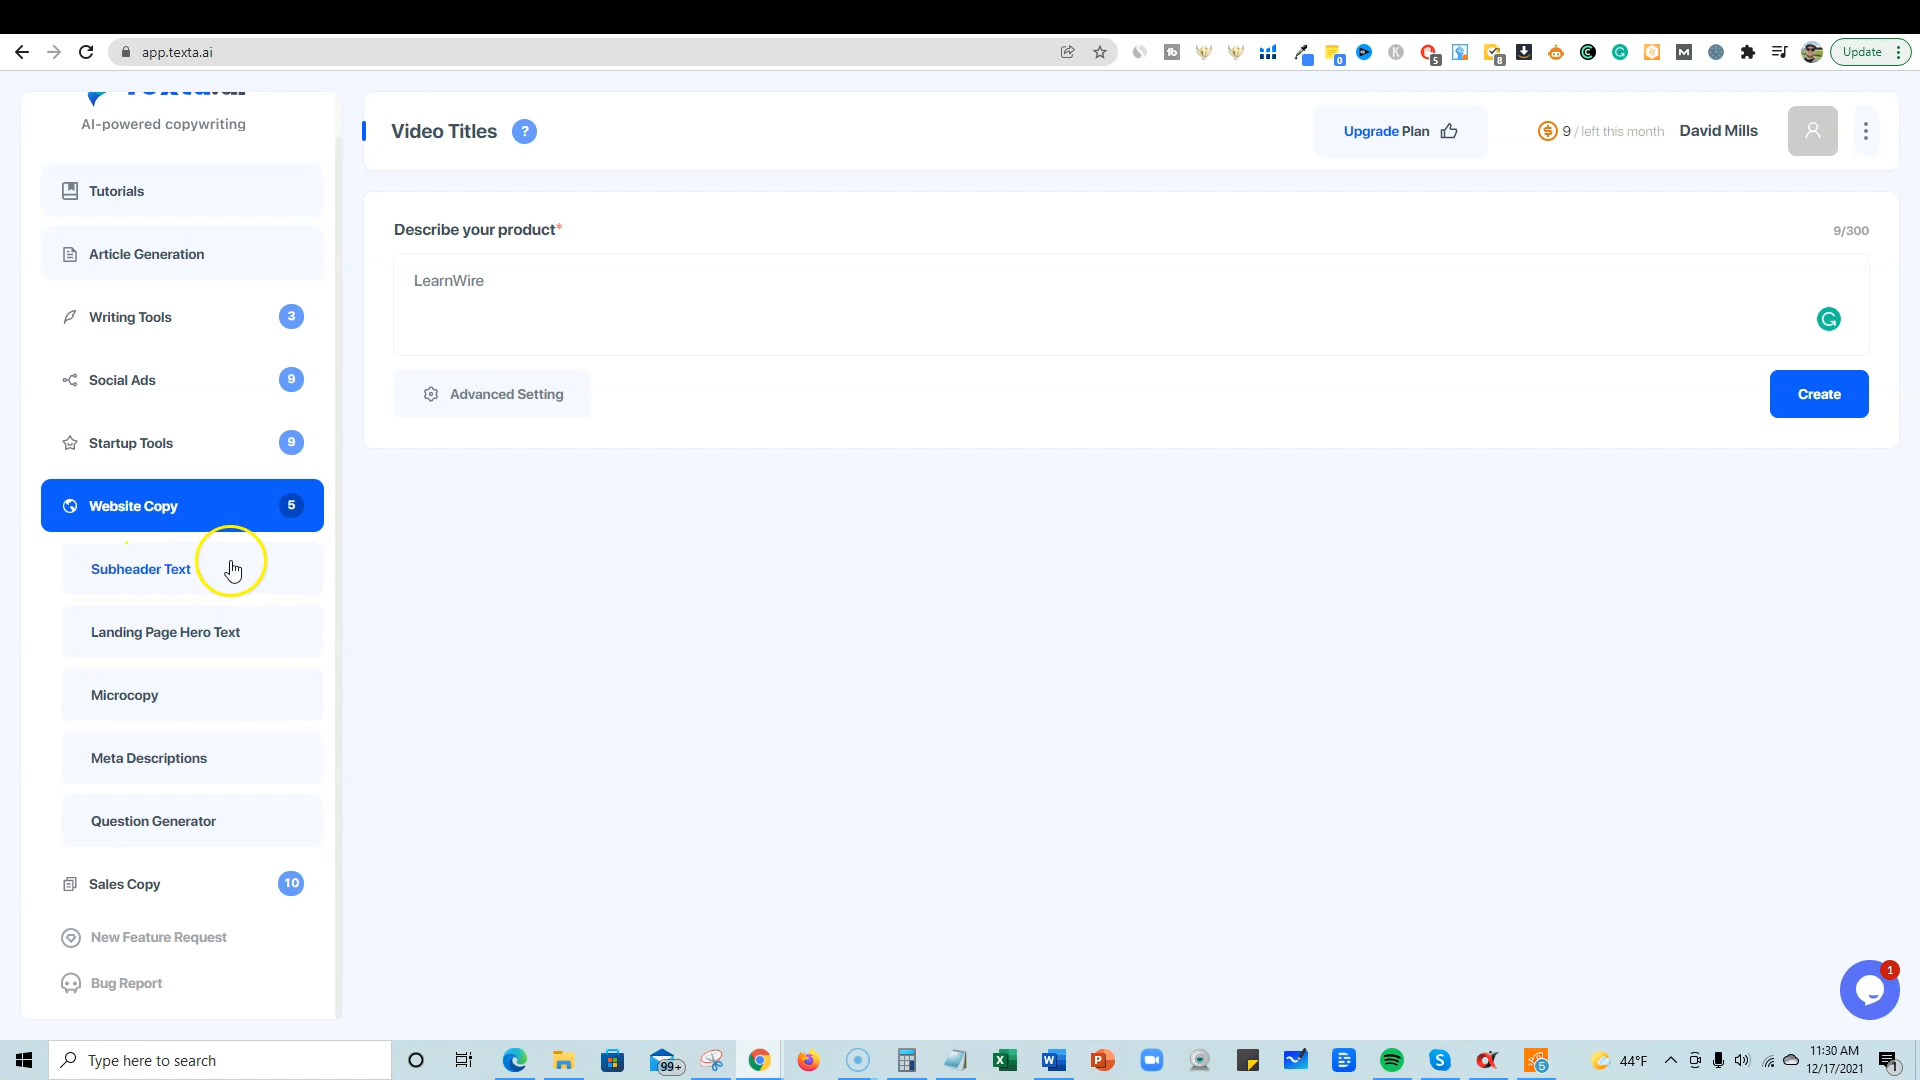 app.texta.ai
Update
AI-powered copywriting
Tutorials
Article Generation
Writing Tools 3
Social Ads 9
Startup Tools 9
Website Copy 5
Subheader Text
Landing Page Hero Text
Microcopy
Meta Descriptions
Question Generator
Sales Copy 10
New Feature Request
Bug Report
Video Titles ?
Upgrade Plan
9 / left this month
David Mills
Describe your product*
9/300
LearnWire
Advanced Setting
Create
1
Type here to search
99+
5
44°F
11:30 AM
12/17/2021
1